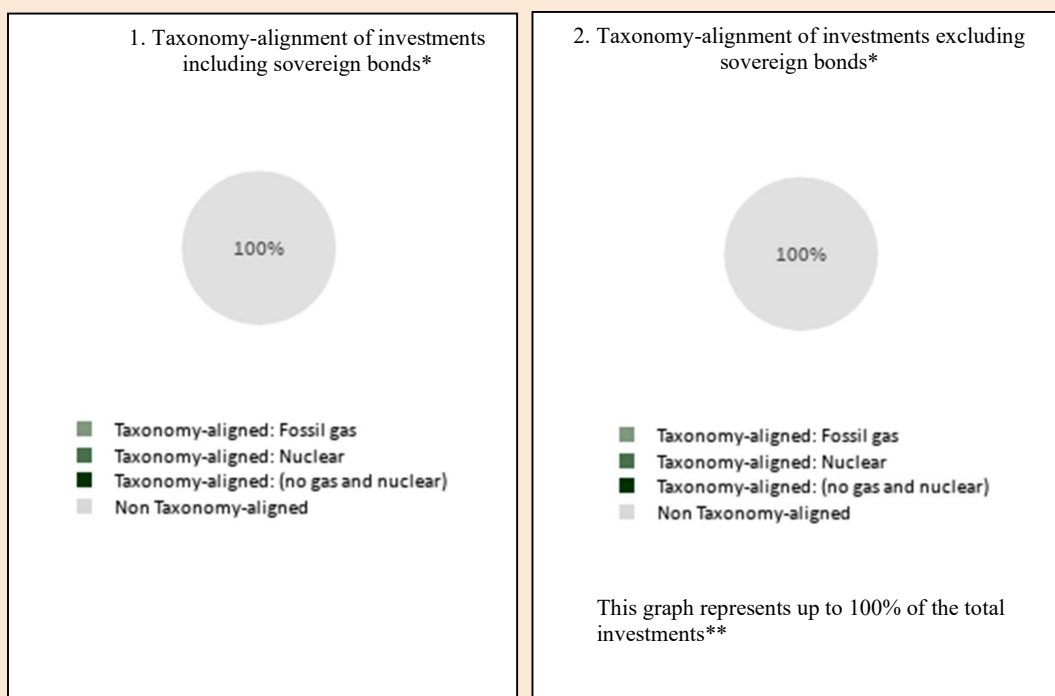 1. Taxonomy-alignment of investments
including sovereign bonds*
100%
Taxonomy-aligned: Fossil gas
Taxonomy-aligned: Nuclear
Taxonomy-aligned: (no gas and nuclear)
Non Taxonomy-aligned
2. Taxonomy-alignment of investments excluding
sovereign bonds*
100%
Taxonomy-aligned: Fossil gas
Taxonomy-aligned: Nuclear
Taxonomy-aligned: (no gas and nuclear)
Non Taxonomy-aligned
This graph represents up to 100% of the total
investments**